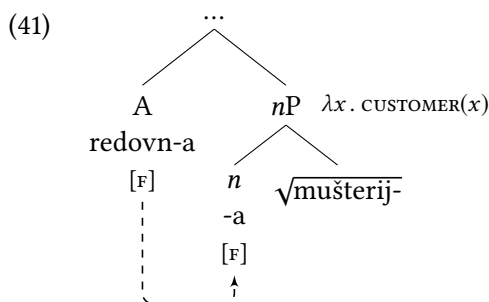 (41)
...
A nP λx . CUSTOMER(x)
redovn-a
[F] n √mušterij-
-a
[F]